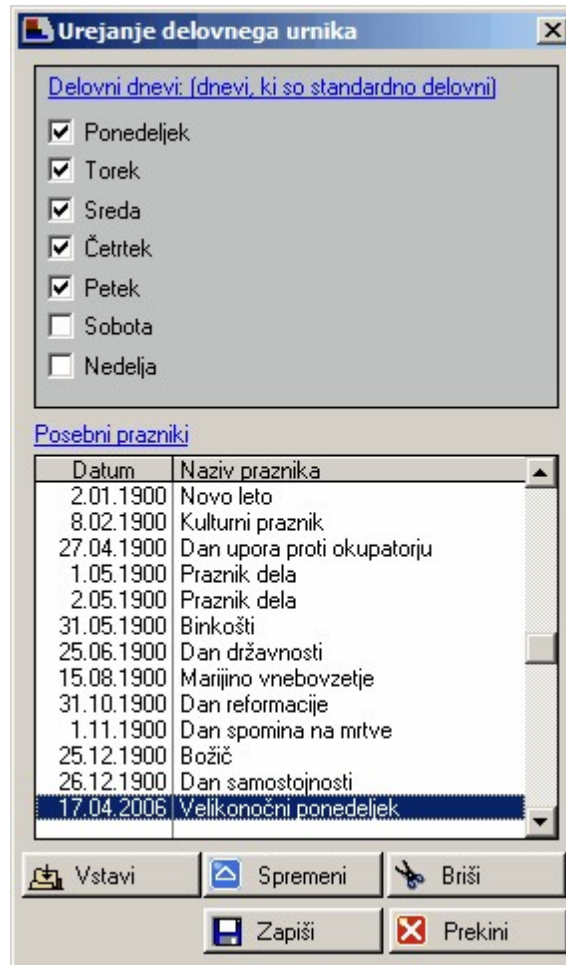 Urejanje delovnega urnika
Delovni dnevi: (dnevi, ki so standardno delovni)
Ponedeljek
Torek
Sreda
Četrtek
Petek
Sobota
Nedelja
Posebni prazniki
Datum Naziv praznika
2.01.1900 Novo leto
8.02.1900 Kulturni praznik
27.04.1900 Dan upora proti okupatorju
1.05.1900 Praznik dela
2.05.1900 Praznik dela
31.05.1900 Binkošti
25.06.1900 Dan državnosti
15.08.1900 Marijino vnebovzetje
31.10.1900 Dan reformacije
1.11.1900 Dan spomina na mrtve
25.12.1900 Božič
26.12.1900 Dan samostojnosti
17.04.2006 Velikonočni ponedeljek
Vstavi Spremeni Briši
Zapiši Prekini